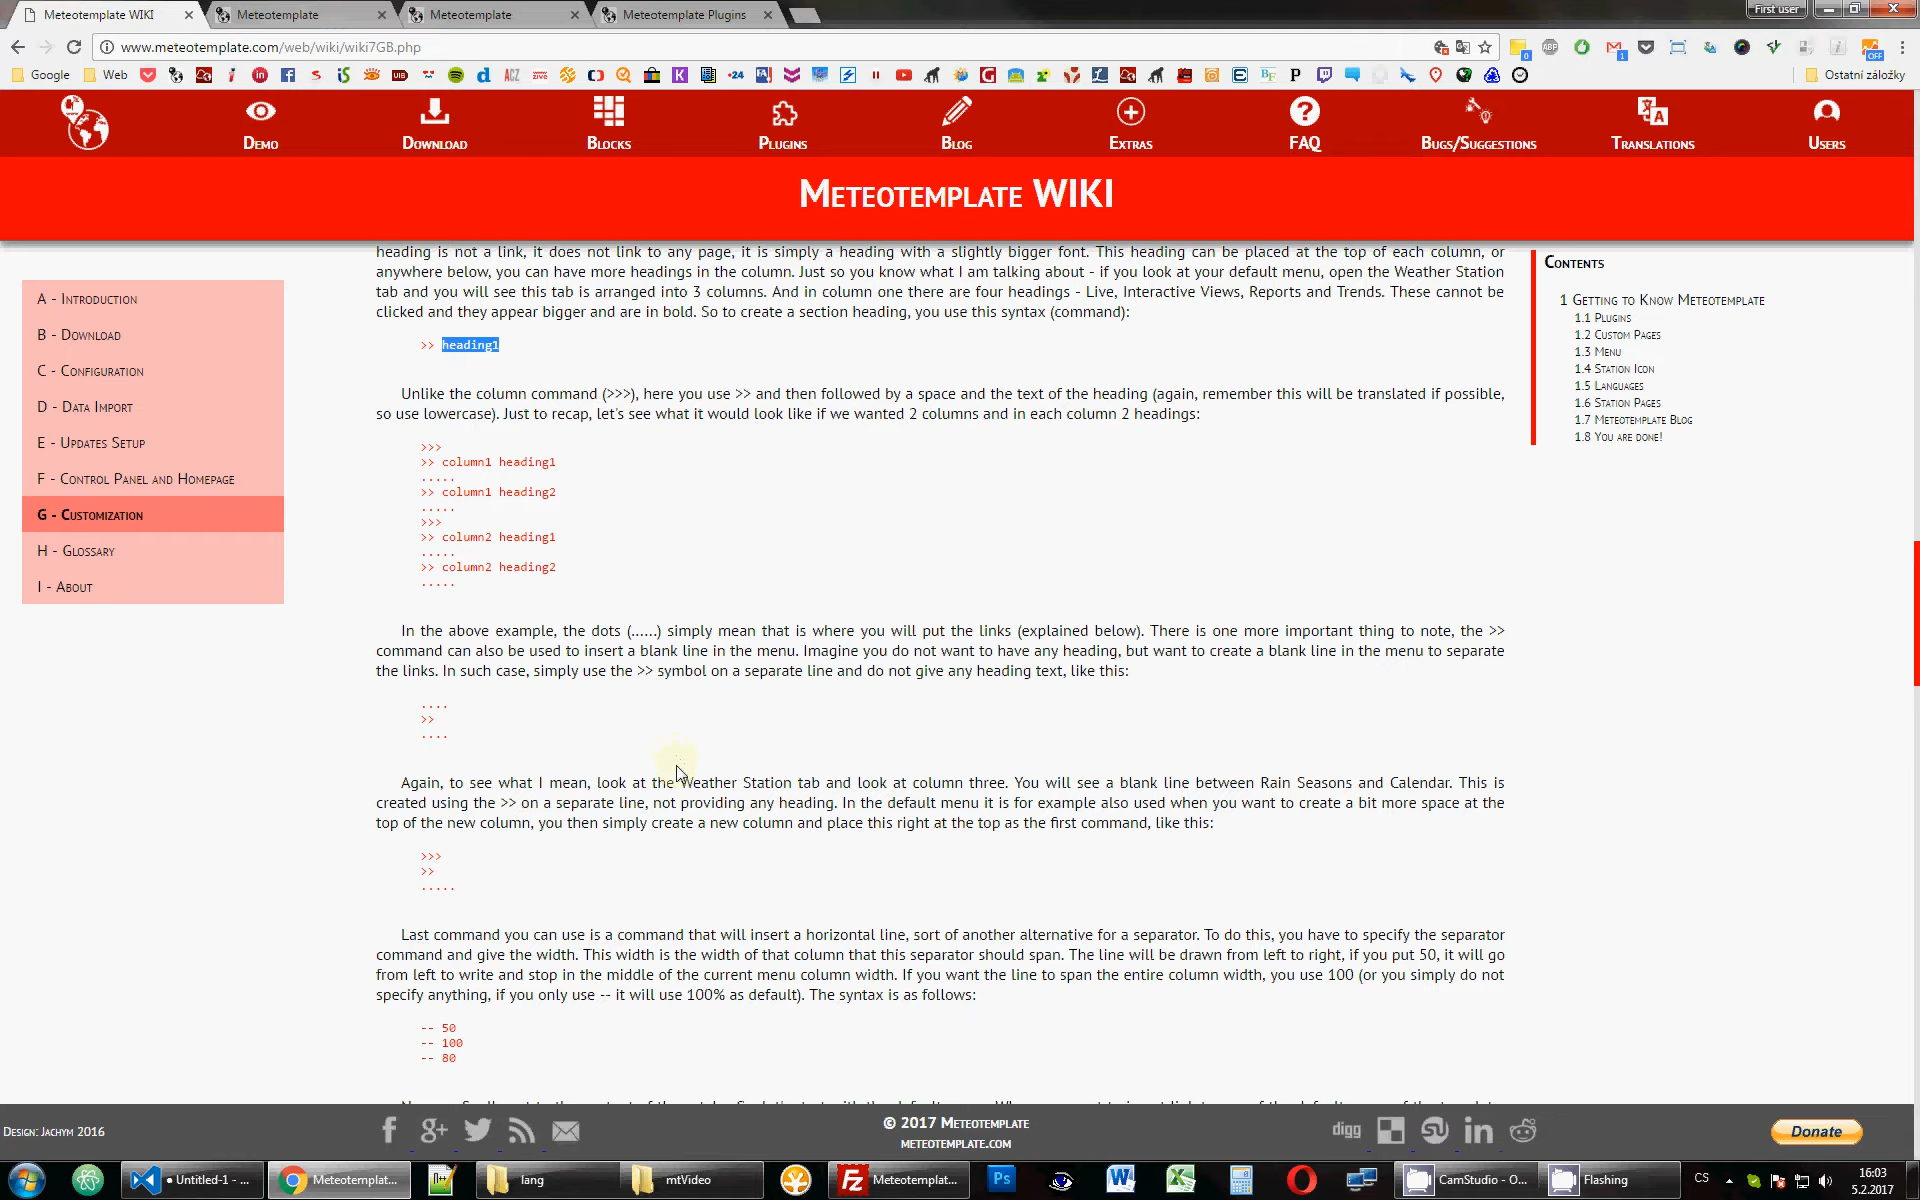 Meteotemplate WIKI
Meteotemplate
Meteotemplate
Meteotemplate Plugins
First user
www.meteotemplate.com/web/wiki/wiki7GB.php
Google
Web
Ostatní záložky
Demo
Download
Blocks
Plugins
Blog
Extras
FAQ
Bugs/Suggestions
Translations
Users
Meteotemplate WIKI
A - Introduction
B - Download
C - Configuration
D - Data Import
E - Updates Setup
F - Control Panel and Homepage
G - Customization
H - Glossary
I - About
heading is not a link, it does not link to any page, it is simply a heading with a slightly bigger font. This heading can be placed at the top of each column, or
anywhere below, you can have more headings in the column. Just so you know what I am talking about - if you look at your default menu, open the Weather Station
tab and you will see this tab is arranged into 3 columns. And in column one there are four headings - Live, Interactive Views, Reports and Trends. These cannot be
clicked and they appear bigger and are in bold. So to create a section heading, you use this syntax (command):
>> heading1
Unlike the column command (>>>), here you use >> and then followed by a space and the text of the heading (again, remember this will be translated if possible,
so use lowercase). Just to recap, let's see what it would look like if we wanted 2 columns and in each column 2 headings:
>>>
>> column1 heading1
.....
>> column1 heading2
.....
>>>
>> column2 heading1
.....
>> column2 heading2
.....
In the above example, the dots (......) simply mean that is where you will put the links (explained below). There is one more important thing to note, the >>
command can also be used to insert a blank line in the menu. Imagine you do not want to have any heading, but want to create a blank line in the menu to separate
the links. In such case, simply use the >> symbol on a separate line and do not give any heading text, like this:
....
>>
....
Again, to see what I mean, look at the Weather Station tab and look at column three. You will see a blank line between Rain Seasons and Calendar. This is
created using the >> on a separate line, not providing any heading. In the default menu it is for example also used when you want to create a bit more space at the
top of the new column, you then simply create a new column and place this right at the top as the first command, like this:
>>>
>>
.....
Last command you can use is a command that will insert a horizontal line, sort of another alternative for a separator. To do this, you have to specify the separator
command and give the width. This width is the width of that column that this separator should span. The line will be drawn from left to right, if you put 50, it will go
from left to write and stop in the middle of the current menu column width. If you want the line to span the entire column width, you use 100 (or you simply do not
specify anything, if you only use -- it will use 100% as default). The syntax is as follows:
-- 50
-- 100
-- 80
Contents
1 Getting to Know Meteotemplate
1.1 Plugins
1.2 Custom Pages
1.3 Menu
1.4 Station Icon
1.5 Languages
1.6 Station Pages
1.7 Meteotemplate Blog
1.8 You are done!
Design: Jachym 2016
© 2017 Meteotemplate
meteotemplate.com
digg
Donate
• Untitled-1 - ...
Meteotemplat...
lang
mtVideo
Meteotemplat...
CamStudio - O...
Flashing
CS
16:03
5.2.2017